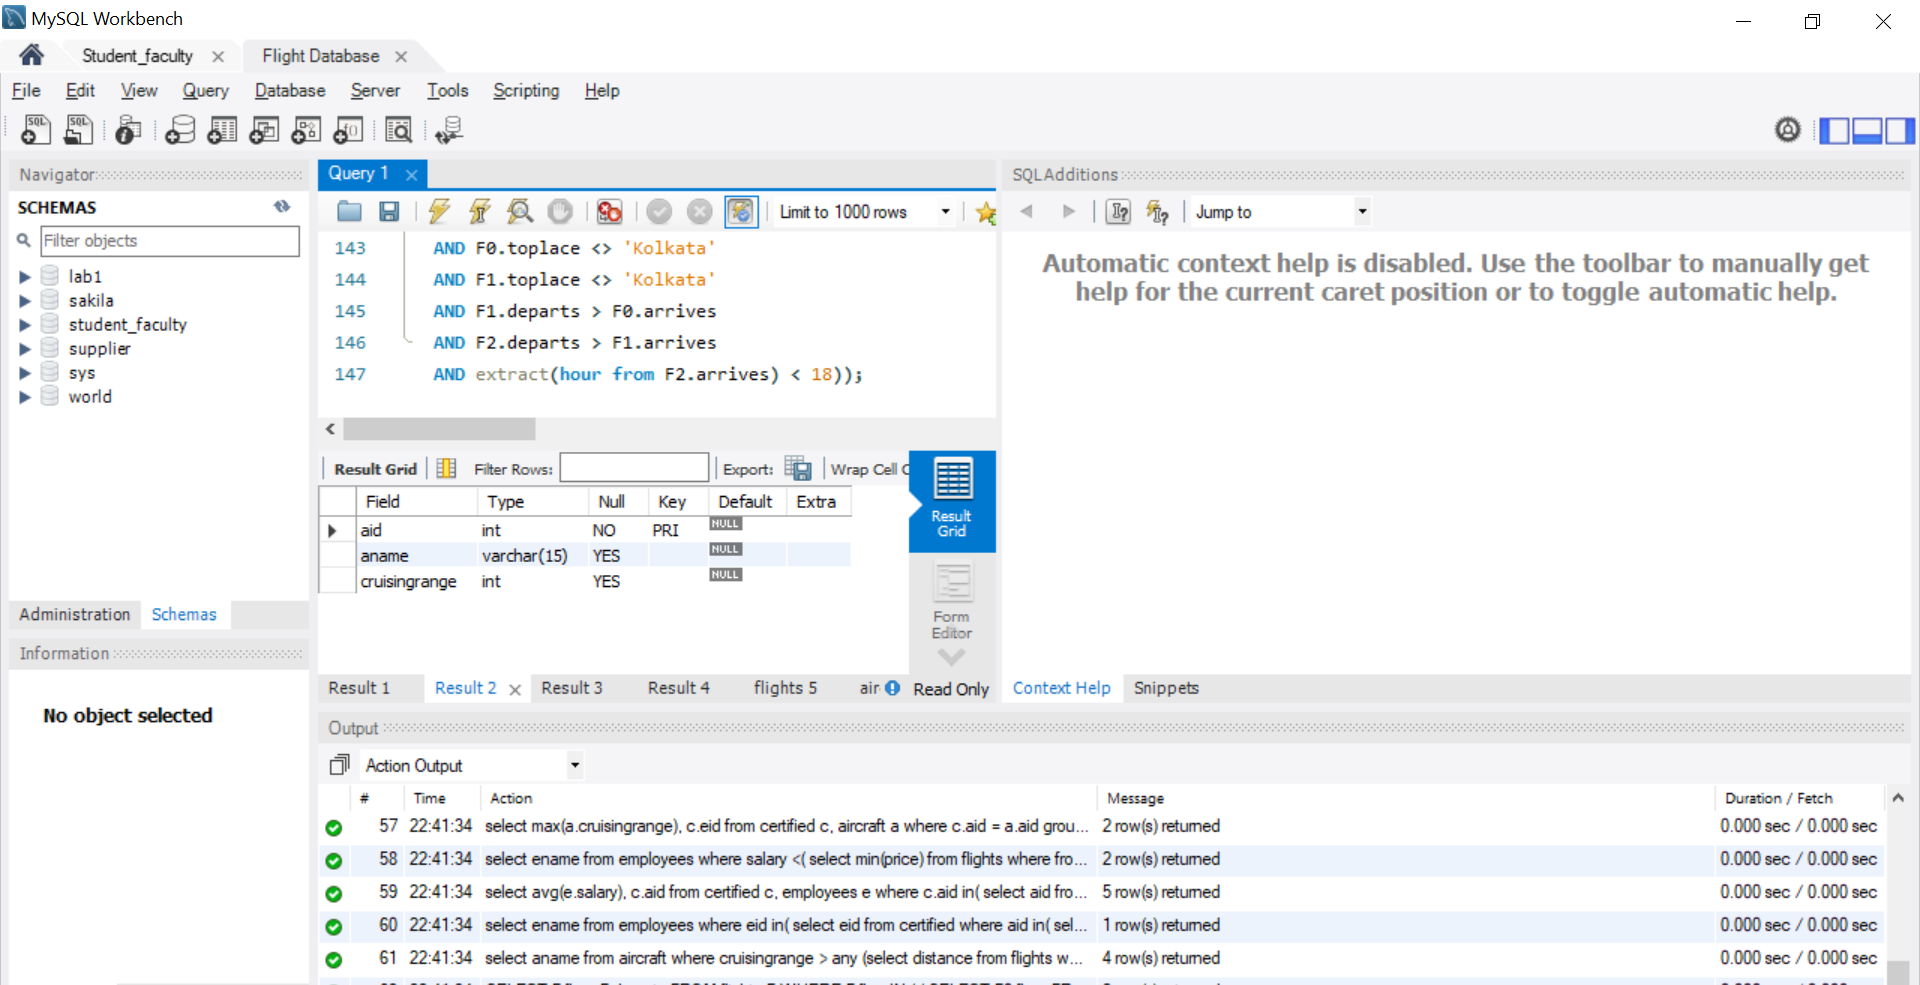 MySQL Workbench
Student_faculty
Flight Database
File Edit View Query Database Server Tools Scripting Help
Navigator
SCHEMAS
Filter objects
lab1
sakila
student_faculty
supplier
sys
world
Administration Schemas
Information
No object selected
Query 1
Limit to 1000 rows
143 AND F0.toplace <> 'Kolkata'
144 AND F1.toplace <> 'Kolkata'
145 AND F1.departs > F0.arrives
146 AND F2.departs > F1.arrives
147 AND extract(hour from F2.arrives) < 18));
Result Grid Filter Rows: Export: Wrap Cell C
Field Type Null Key Default Extra
aid int NO PRI NULL
aname varchar(15) YES NULL
cruisingrange int YES NULL
Result Grid
Form Editor
Result 1 Result 2 Result 3 Result 4 flights 5 air Read Only
SQLAdditions
Jump to
Automatic context help is disabled. Use the toolbar to manually get
help for the current caret position or to toggle automatic help.
Context Help Snippets
Output
Action Output
# Time Action Message Duration / Fetch
57 22:41:34 select max(a.cruisingrange), c.eid from certified c, aircraft a where c.aid = a.aid grou... 2 row(s) returned 0.000 sec / 0.000 sec
58 22:41:34 select ename from employees where salary <( select min(price) from flights where fro... 2 row(s) returned 0.000 sec / 0.000 sec
59 22:41:34 select avg(e.salary), c.aid from certified c, employees e where c.aid in( select aid fro... 5 row(s) returned 0.000 sec / 0.000 sec
60 22:41:34 select ename from employees where eid in( select eid from certified where aid in( sel... 1 row(s) returned 0.000 sec / 0.000 sec
61 22:41:34 select aname from aircraft where cruisingrange > any (select distance from flights w... 4 row(s) returned 0.000 sec / 0.000 sec